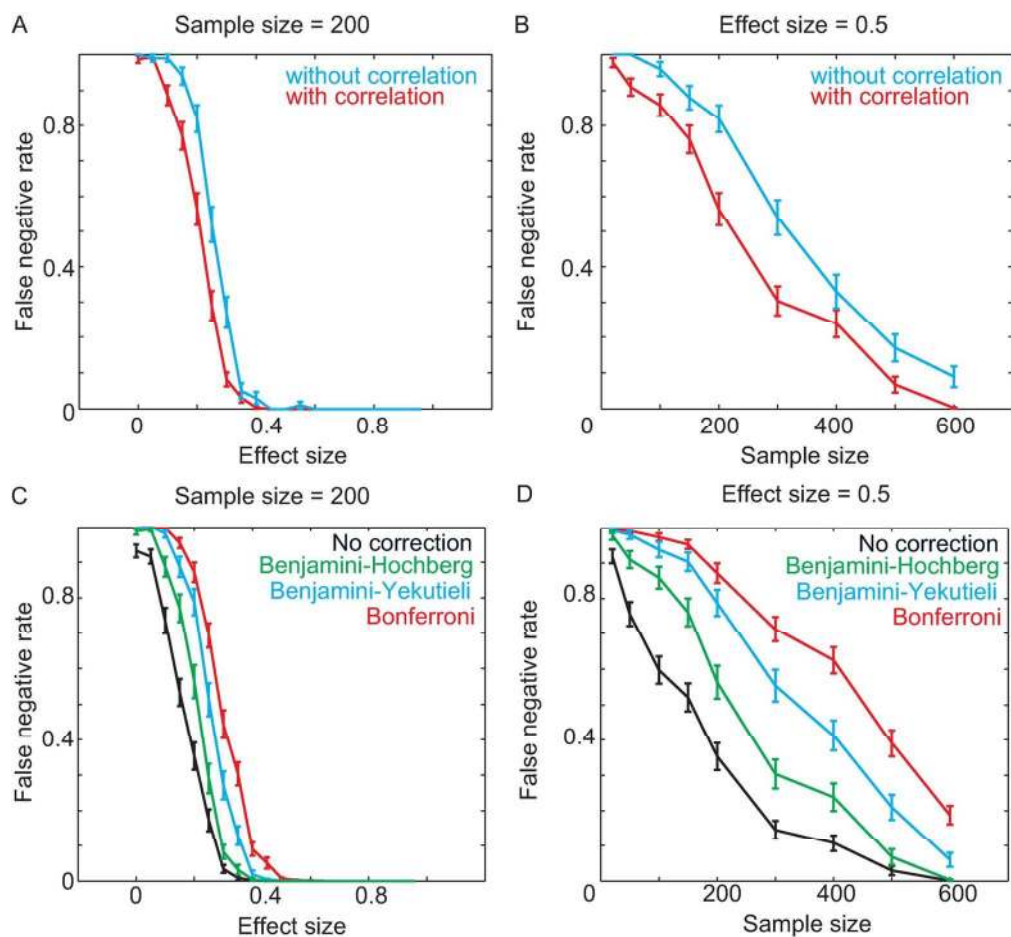 A
Sample size = 200
without correlation
with correlation
False negative rate
0.8
0.4
0
0
0.4
0.8
Effect size
B
Effect size = 0.5
without correlation
with correlation
False negative rate
0.8
0.4
0
0
200
400
600
Sample size
C
Sample size = 200
No correction
Benjamini-Hochberg
Benjamini-Yekutieli
Bonferroni
False negative rate
0.8
0.4
0
0
0.4
Effect size
D
Effect size = 0.5
No correction
Benjamini-Hochberg
Benjamini-Yekutieli
Bonferroni
False negative rate
0.8
0.4
0
0
200
400
600
Sample size